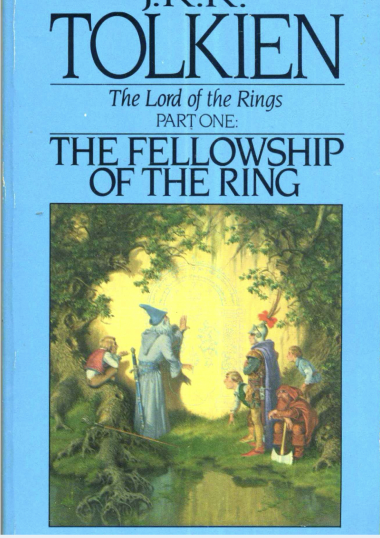 J.R.R.
TOLKIEN
The Lord of the Rings
PART ONE:
THE FELLOWSHIP
OF THE RING